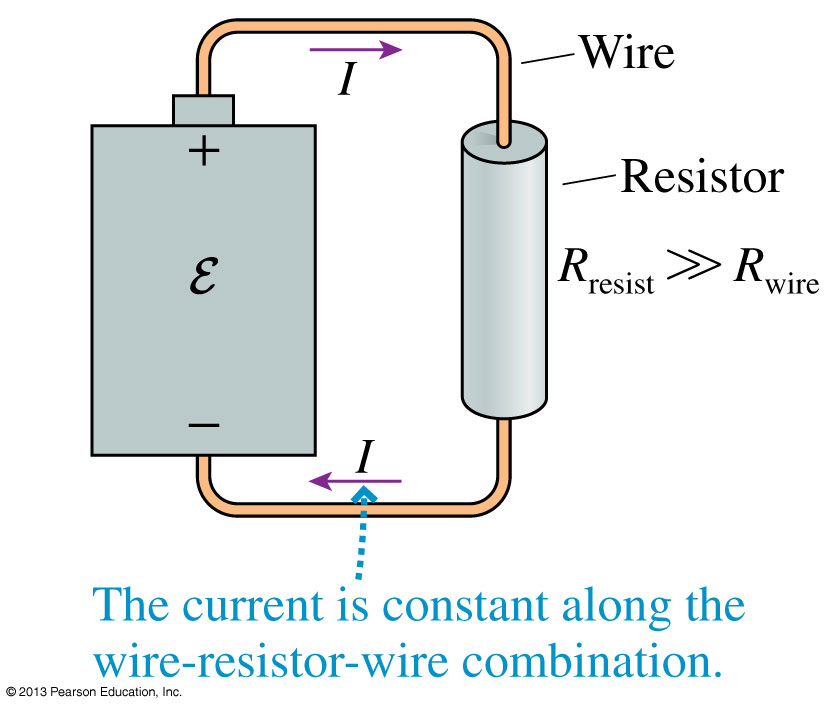 Wire
I
Resistor
+
ℰ
R_resist ≫ R_wire
−
I
The current is constant along the
wire-resistor-wire combination.
© 2013 Pearson Education, Inc.